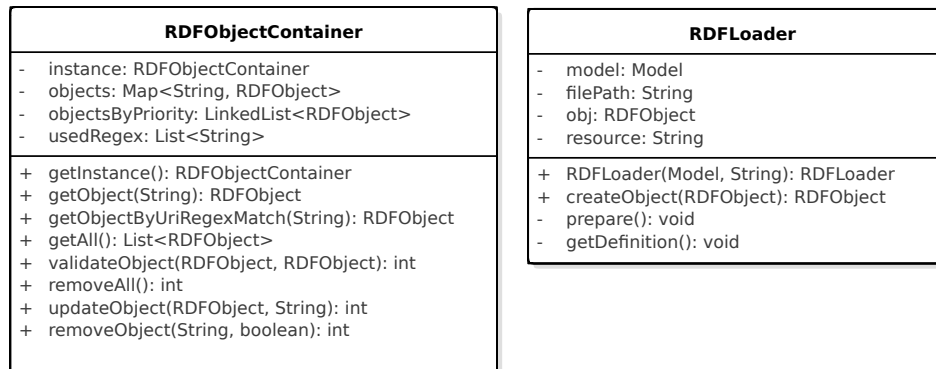 RDFObjectContainer
- instance: RDFObjectContainer
- objects: Map<String, RDFObject>
- objectsByPriority: LinkedList<RDFObject>
- usedRegex: List<String>
+ getInstance(): RDFObjectContainer
+ getObject(String): RDFObject
+ getObjectByUriRegexMatch(String): RDFObject
+ getAll(): List<RDFObject>
+ validateObject(RDFObject, RDFObject): int
+ removeAll(): int
+ updateObject(RDFObject, String): int
+ removeObject(String, boolean): int
RDFLoader
- model: Model
- filePath: String
- obj: RDFObject
- resource: String
+ RDFLoader(Model, String): RDFLoader
+ createObject(RDFObject): RDFObject
- prepare(): void
- getDefinition(): void